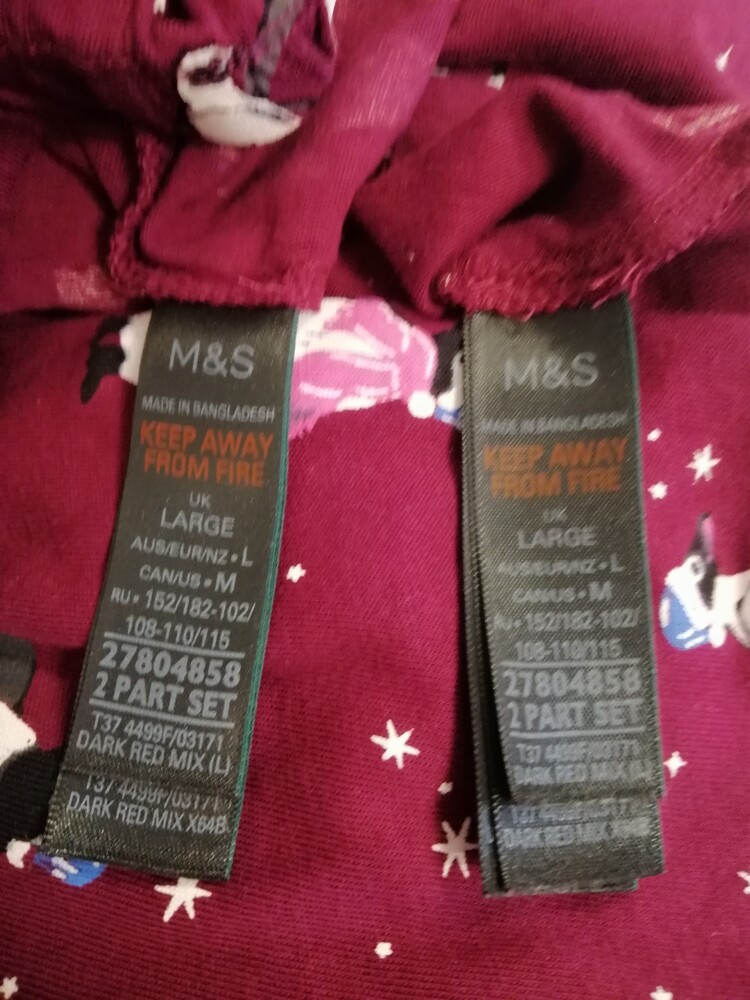 M&S
MADE IN BANGLADESH
KEEP AWAY
FROM FIRE
UK
LARGE
AUS/EUR/NZ • L
CAN/US • M
RU • 152/182-102/
108-110/115
27804858
2 PART SET
T37 4499F/03171
DARK RED MIX (L)
T37 4499F/03171
DARK RED MIX X64B
M&S
MADE IN BANGLADESH
KEEP AWAY
FROM FIRE
UK
LARGE
AUS/EUR/NZ • L
CAN/US • M
RU • 152/182-102/
108-110/115
27804858
2 PART SET
T37 4499F/03171
DARK RED MIX (L)
DARK RED MIX